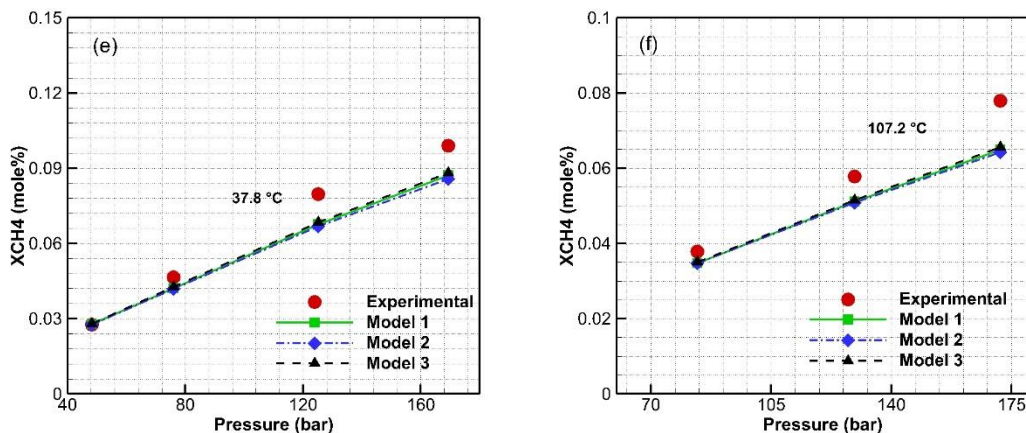 (e)
XCH4 (mole%)
0.15
0.12
0.09
0.06
0.03
0
37.8 °C
Experimental
Model 1
Model 2
Model 3
40 80 120 160
Pressure (bar)
(f)
XCH4 (mole%)
0.1
0.08
0.06
0.04
0.02
0
107.2 °C
Experimental
Model 1
Model 2
Model 3
70 105 140 175
Pressure (bar)